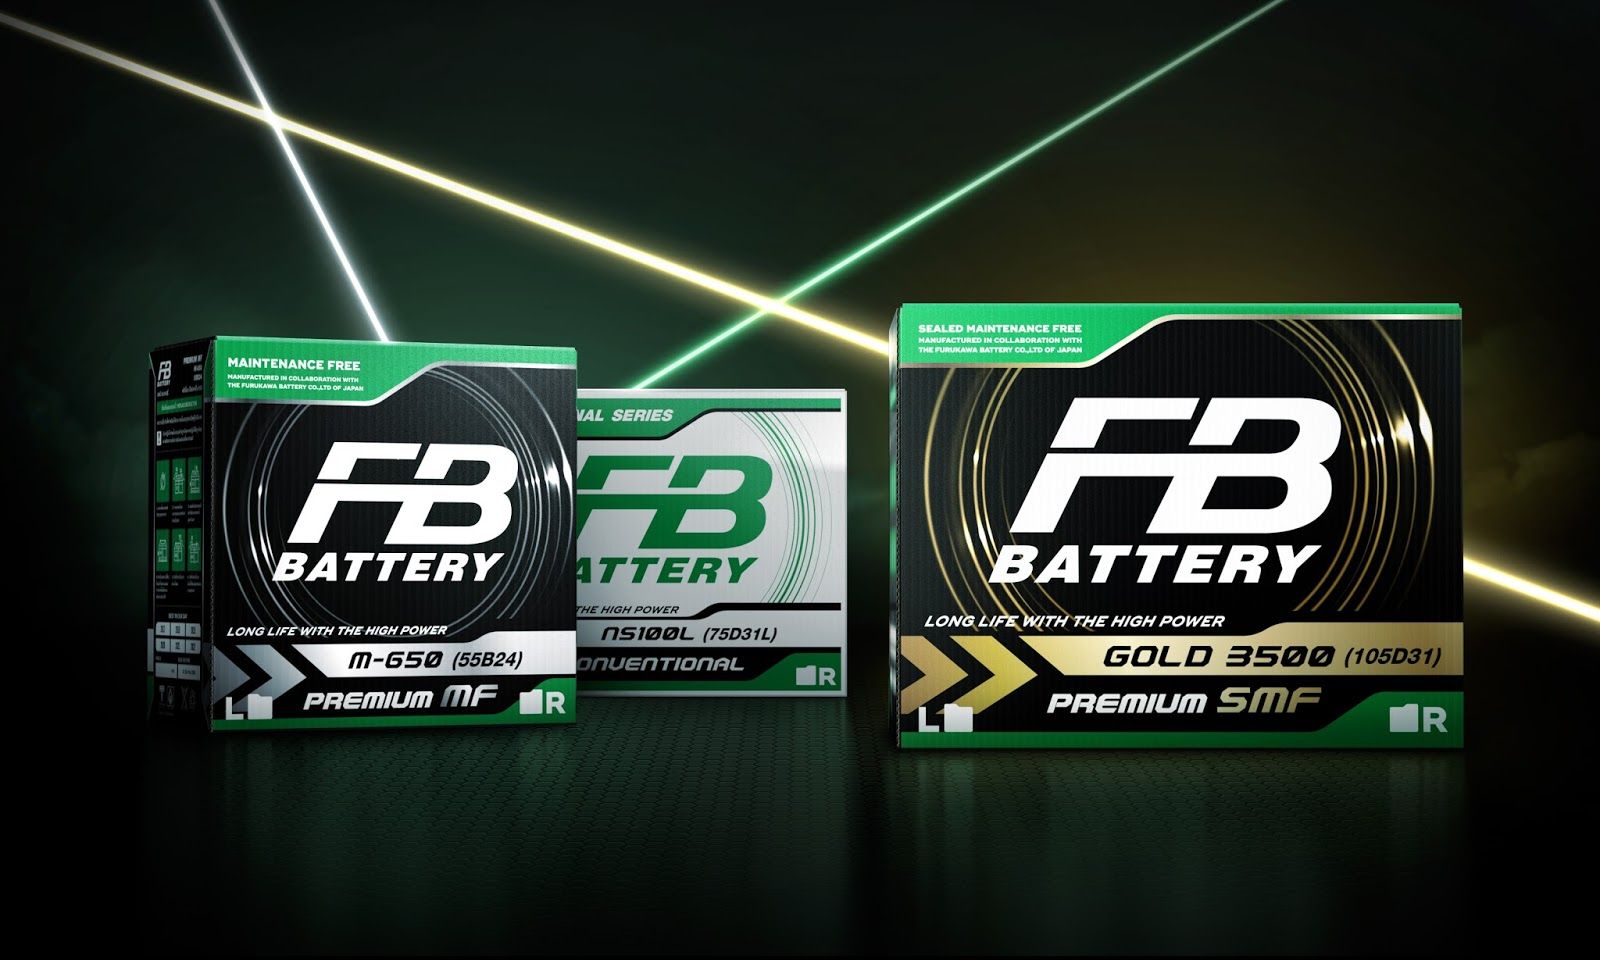 MAINTENANCE FREE
MANUFACTURED IN COLLABORATION WITH
THE FURUKAWA BATTERY CO.,LTD OF JAPAN
FB
BATTERY
LONG LIFE WITH THE HIGH POWER
M-650 (55B24)
PREMIUM MF
L
R
FB
BATTERY
NAL SERIES
FB
ATTERY
THE HIGH POWER
NS100L (75D31L)
ONVENTIONAL
R
SEALED MAINTENANCE FREE
MANUFACTURED IN COLLABORATION WITH
THE FURUKAWA BATTERY CO.,LTD OF JAPAN
FB
BATTERY
LONG LIFE WITH THE HIGH POWER
GOLD 3500 (105D31)
PREMIUM SMF
L
R